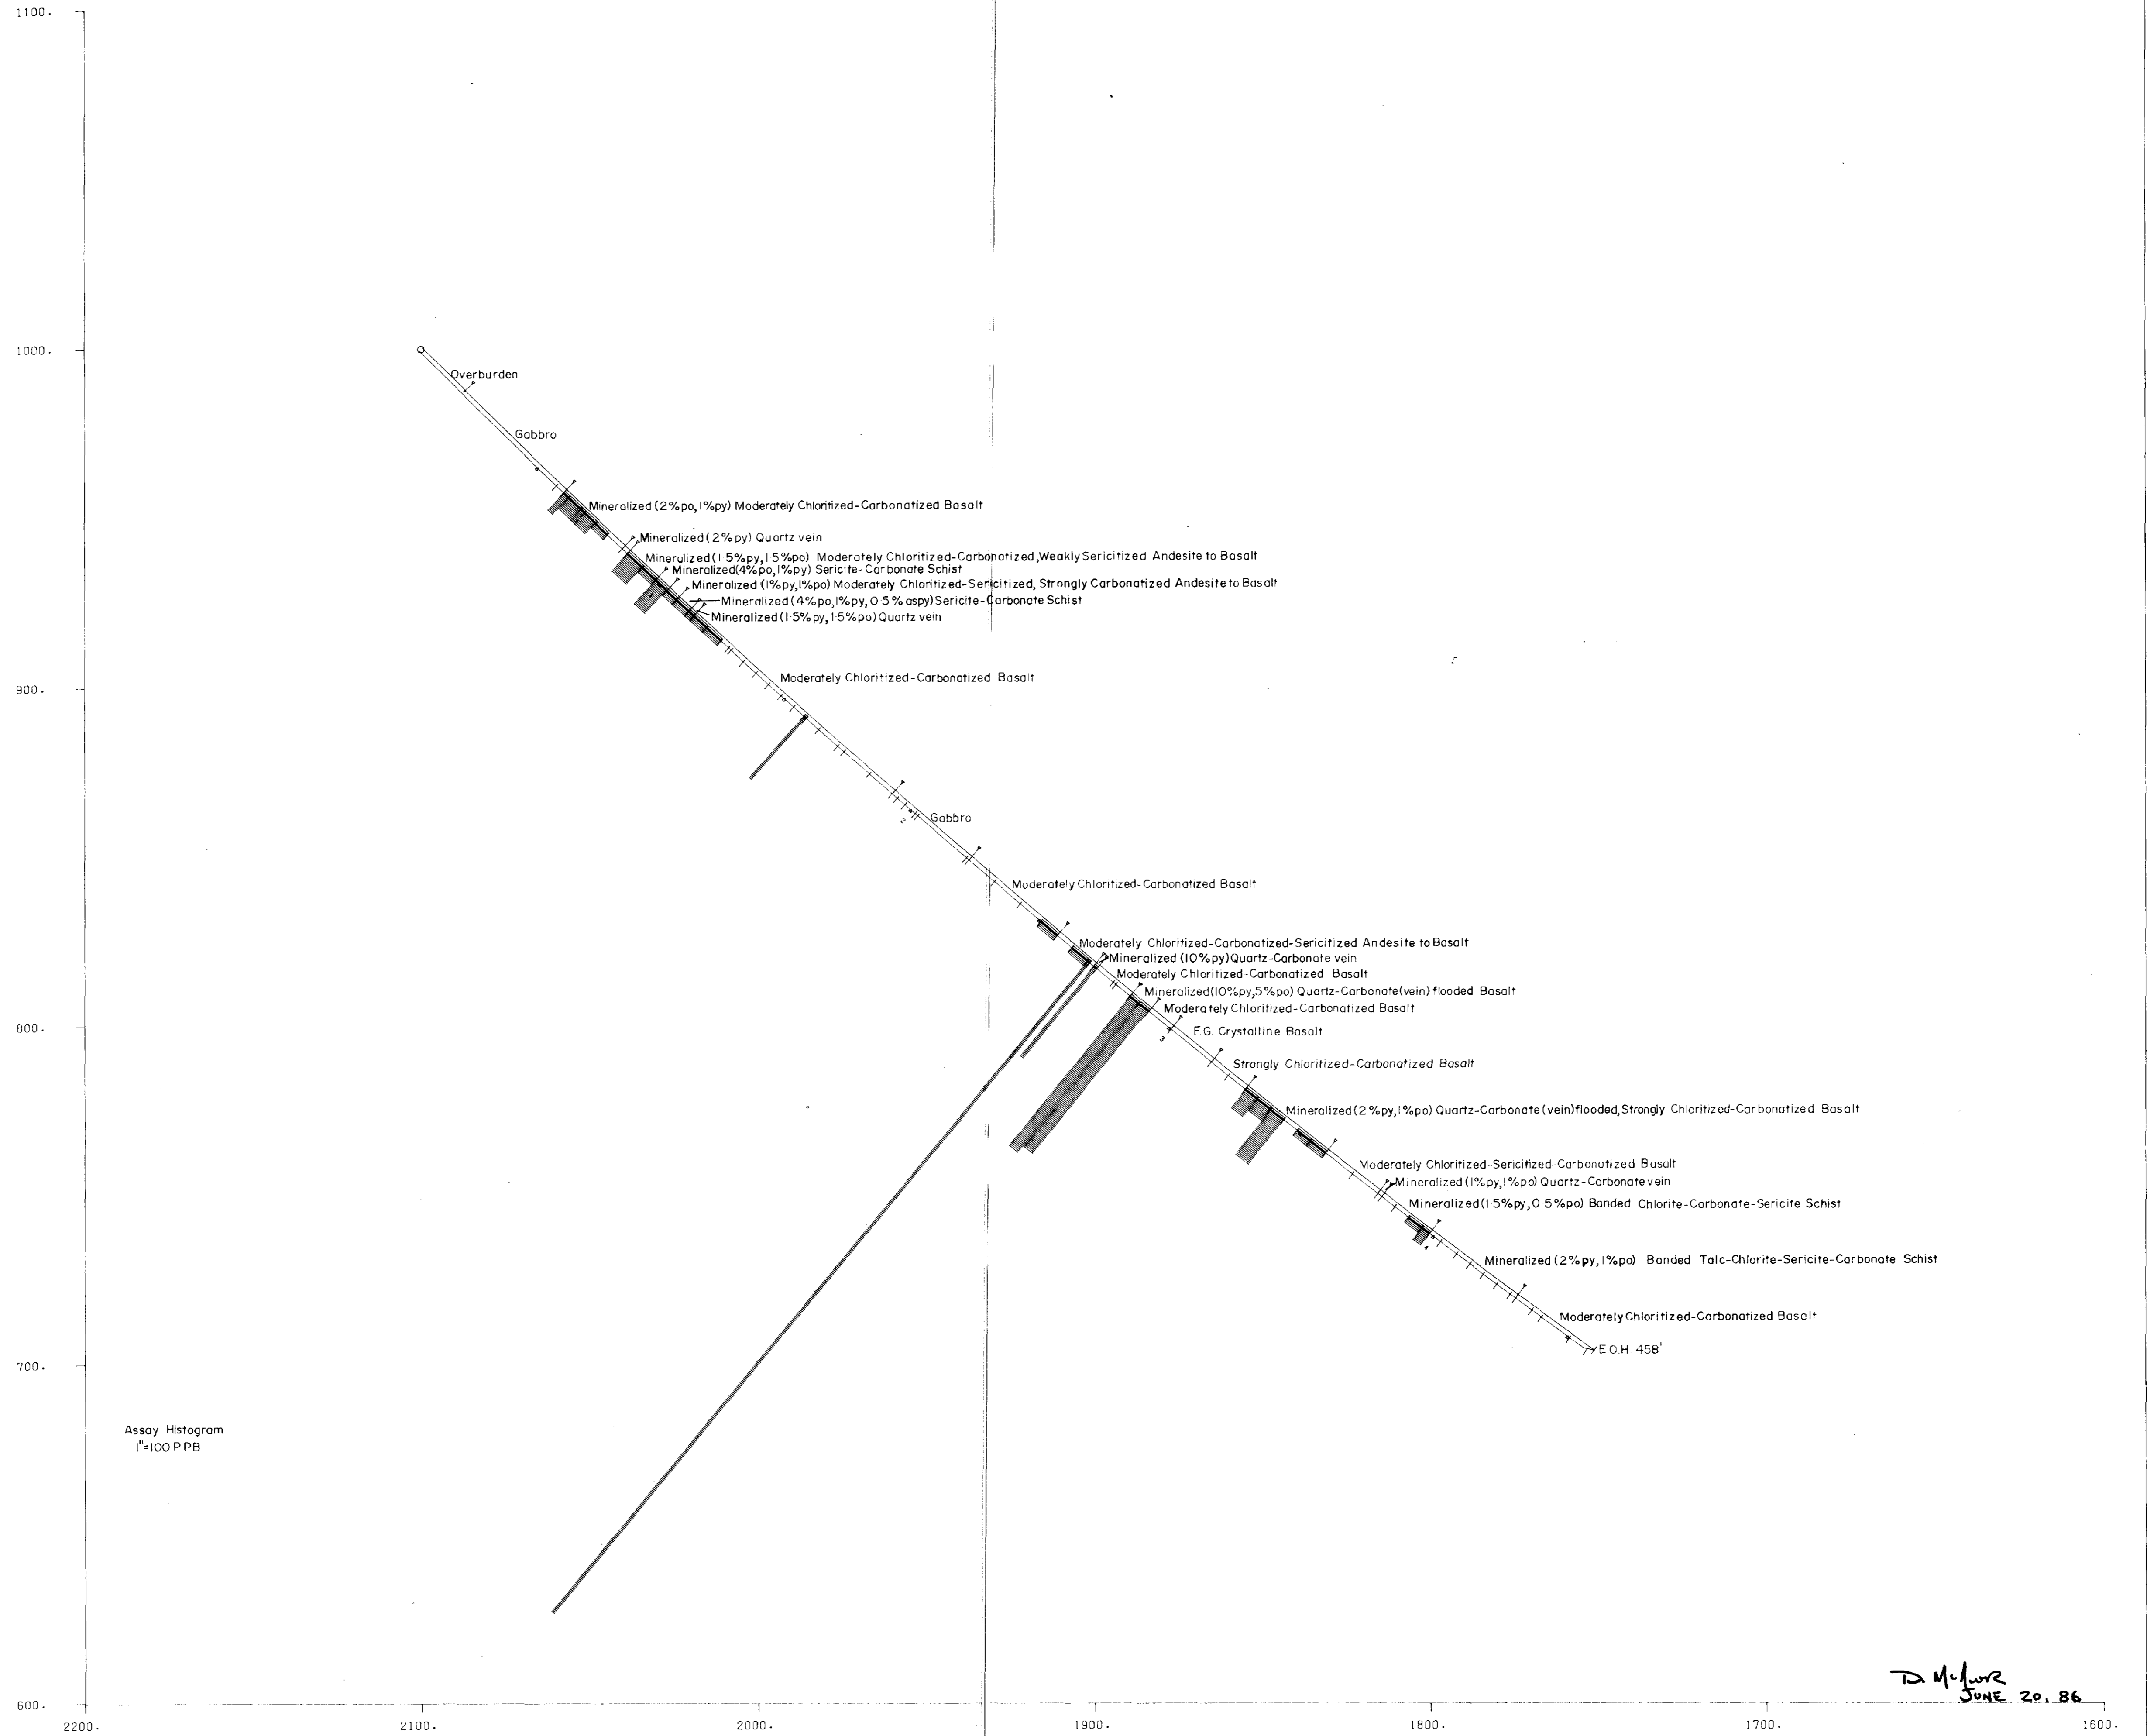 1100.
1000.
Overburden
Gabbro
Mineralized (2%po, 1%py) Moderately Chloritized-Carbonatized Basalt
Mineralized (2%py) Quartz vein
Mineralized (1.5%py, 1.5%po) Moderately Chloritized-Carbonatized, Weakly Sericitized Andesite to Basalt
Mineralized (4%po, 1%py) Sericite-Carbonate Schist
Mineralized (1%py, 1%po) Moderately Chloritized-Sericitized, Strongly Carbonatized Andesite to Basalt
Mineralized (4%po, 1%py, 0.5% aspy) Sericite-Carbonate Schist
Mineralized (1.5%py, 1.5%po) Quartz vein
Moderately Chloritized-Carbonatized Basalt
900.
2
Gabbro
Moderately Chloritized-Carbonatized Basalt
Moderately Chloritized-Carbonatized-Sericitized Andesite to Basalt
Mineralized (10%py) Quartz-Carbonate vein
Moderately Chloritized-Carbonatized Basalt
Mineralized (10%py, 5%po) Quartz-Carbonate (vein) flooded Basalt
Moderately Chloritized-Carbonatized Basalt
800.
3
F.G. Crystalline Basalt
Strongly Chloritized-Carbonatized Basalt
Mineralized (2%py, 1%po) Quartz-Carbonate (vein) flooded, Strongly Chloritized-Carbonatized Basalt
Moderately Chloritized-Sericitized-Carbonatized Basalt
Mineralized (1%py, 1%po) Quartz-Carbonate vein
Mineralized (1.5%py, 0.5%po) Banded Chlorite-Carbonate-Sericite Schist
4
Mineralized (2%py, 1%po) Banded Talc-Chlorite-Sericite-Carbonate Schist
Moderately Chloritized-Carbonatized Basalt
E.O.H. 458'
700.
Assay Histogram
1"=100 PPB
JUNE 20, 86
600.
2200. 2100. 2000. 1900. 1800. 1700. 1600.